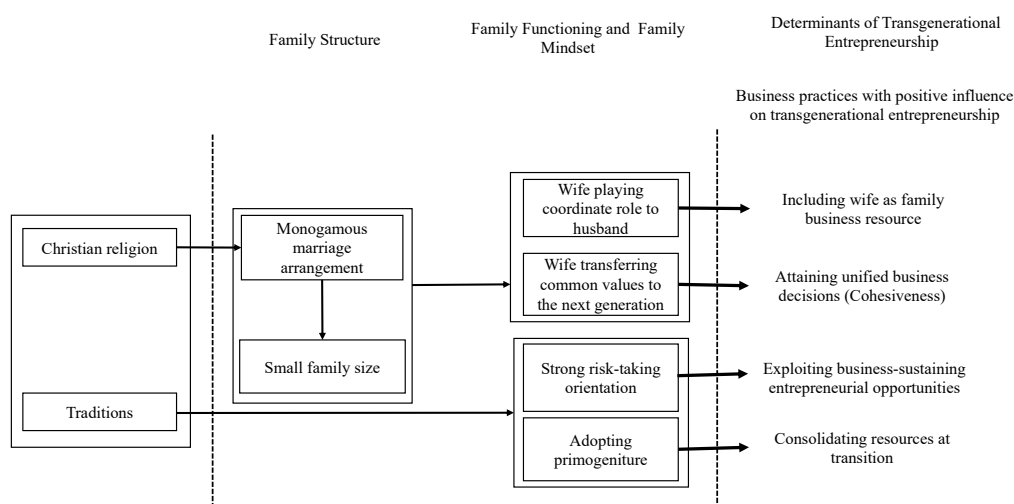 Family Structure
Family Functioning and Family
Mindset
Determinants of Transgenerational
Entrepreneurship
Business practices with positive influence
on transgenerational entrepreneurship
Christian religion
Traditions
Monogamous
marriage
arrangement
Small family size
Wife playing
coordinate role to
husband
Wife transferring
common values to
the next generation
Strong risk-taking
orientation
Adopting
primogeniture
Including wife as family
business resource
Attaining unified business
decisions (Cohesiveness)
Exploiting business-sustaining
entrepreneurial opportunities
Consolidating resources at
transition